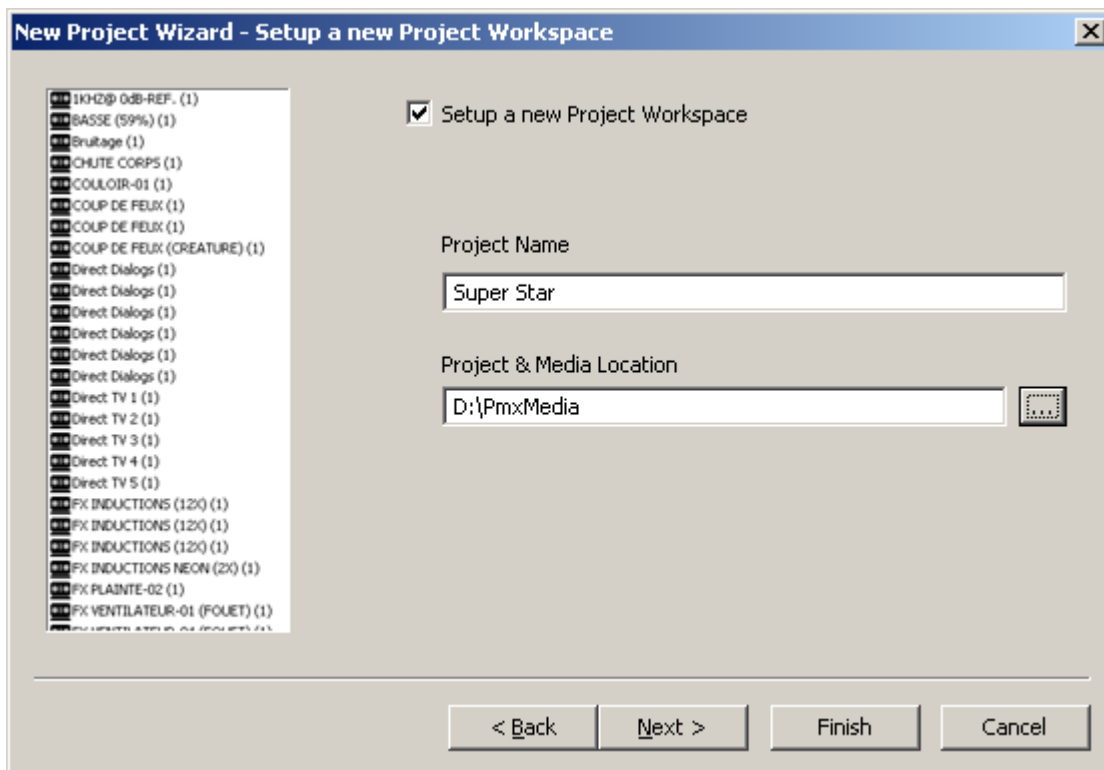 New Project Wizard - Setup a new Project Workspace
1KHZ@ 0dB-REF. (1)
BASSE (59%) (1)
Bruitage (1)
CHUTE CORPS (1)
COULOIR-01 (1)
COUP DE FEUX (1)
COUP DE FEUX (1)
COUP DE FEUX (CREATURE) (1)
Direct Dialogs (1)
Direct Dialogs (1)
Direct Dialogs (1)
Direct Dialogs (1)
Direct Dialogs (1)
Direct Dialogs (1)
Direct TV 1 (1)
Direct TV 2 (1)
Direct TV 3 (1)
Direct TV 4 (1)
Direct TV 5 (1)
FX INDUCTIONS (12X) (1)
FX INDUCTIONS (12X) (1)
FX INDUCTIONS (12X) (1)
FX INDUCTIONS NEON (2X) (1)
FX PLAINTE-02 (1)
FX VENTILATEUR-01 (FOUET) (1)
Setup a new Project Workspace
Project Name
Super Star
Project & Media Location
D:\PmxMedia
...
< Back
Next >
Finish
Cancel